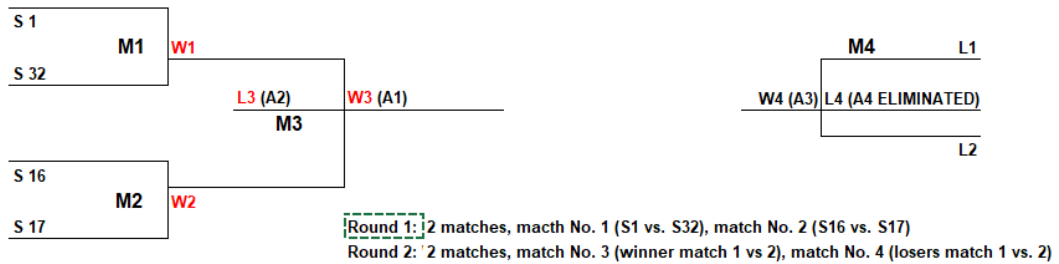 S 1
M1 W1
S 32
L3 (A2) W3 (A1)
M3
S 16
M2 W2
S 17
M4 L1
W4 (A3) L4 (A4 ELIMINATED)
L2
Round 1: 2 matches, macth No. 1 (S1 vs. S32), match No. 2 (S16 vs. S17)
Round 2: 2 matches, match No. 3 (winner match 1 vs 2), match No. 4 (losers match 1 vs. 2)